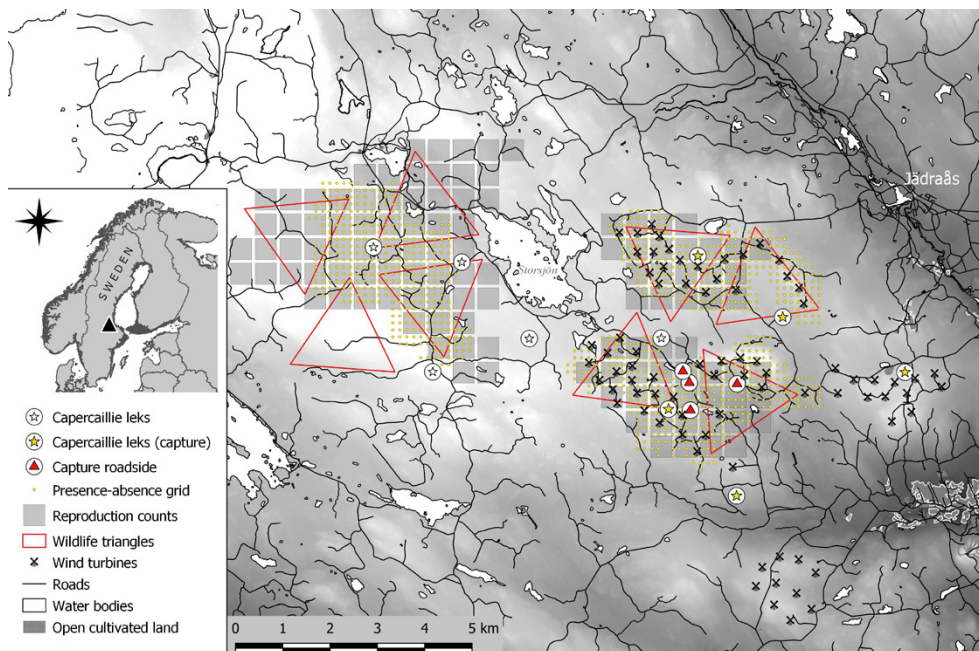 Jädraås
Storsjön
SWEDEN
Capercaillie leks
Capercaillie leks (capture)
Capture roadside
Presence-absence grid
Reproduction counts
Wildlife triangles
Wind turbines
Roads
Water bodies
Open cultivated land
0 1 2 3 4 5 km